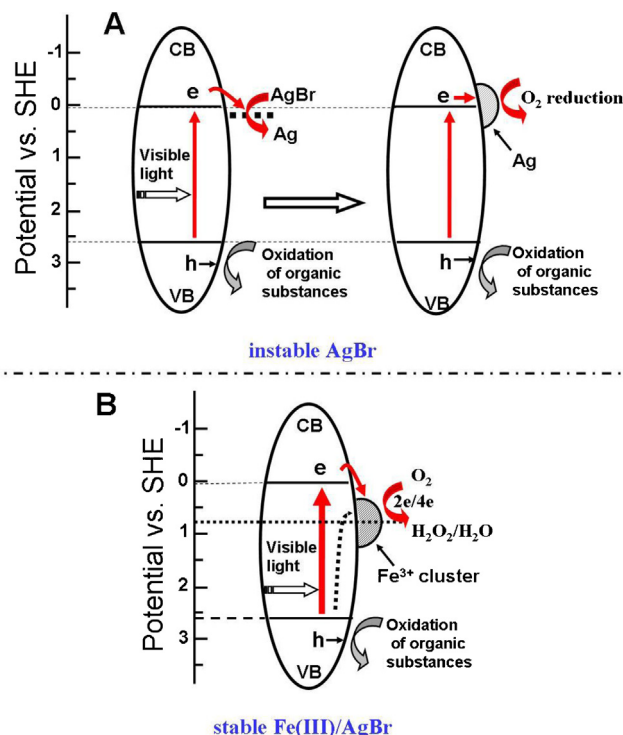 A
Potential vs. SHE
-1
0
1
2
3
CB
e
AgBr
Ag
Visible
light
h
VB
Oxidation
of organic
substances
CB
e
O₂ reduction
Ag
h
VB
Oxidation
of organic
substances
instable AgBr
B
Potential vs. SHE
-1
0
1
2
3
CB
e
O₂
2e/4e
H₂O₂/H₂O
Fe³⁺ cluster
Visible
light
h
VB
Oxidation
of organic
substances
stable Fe(III)/AgBr